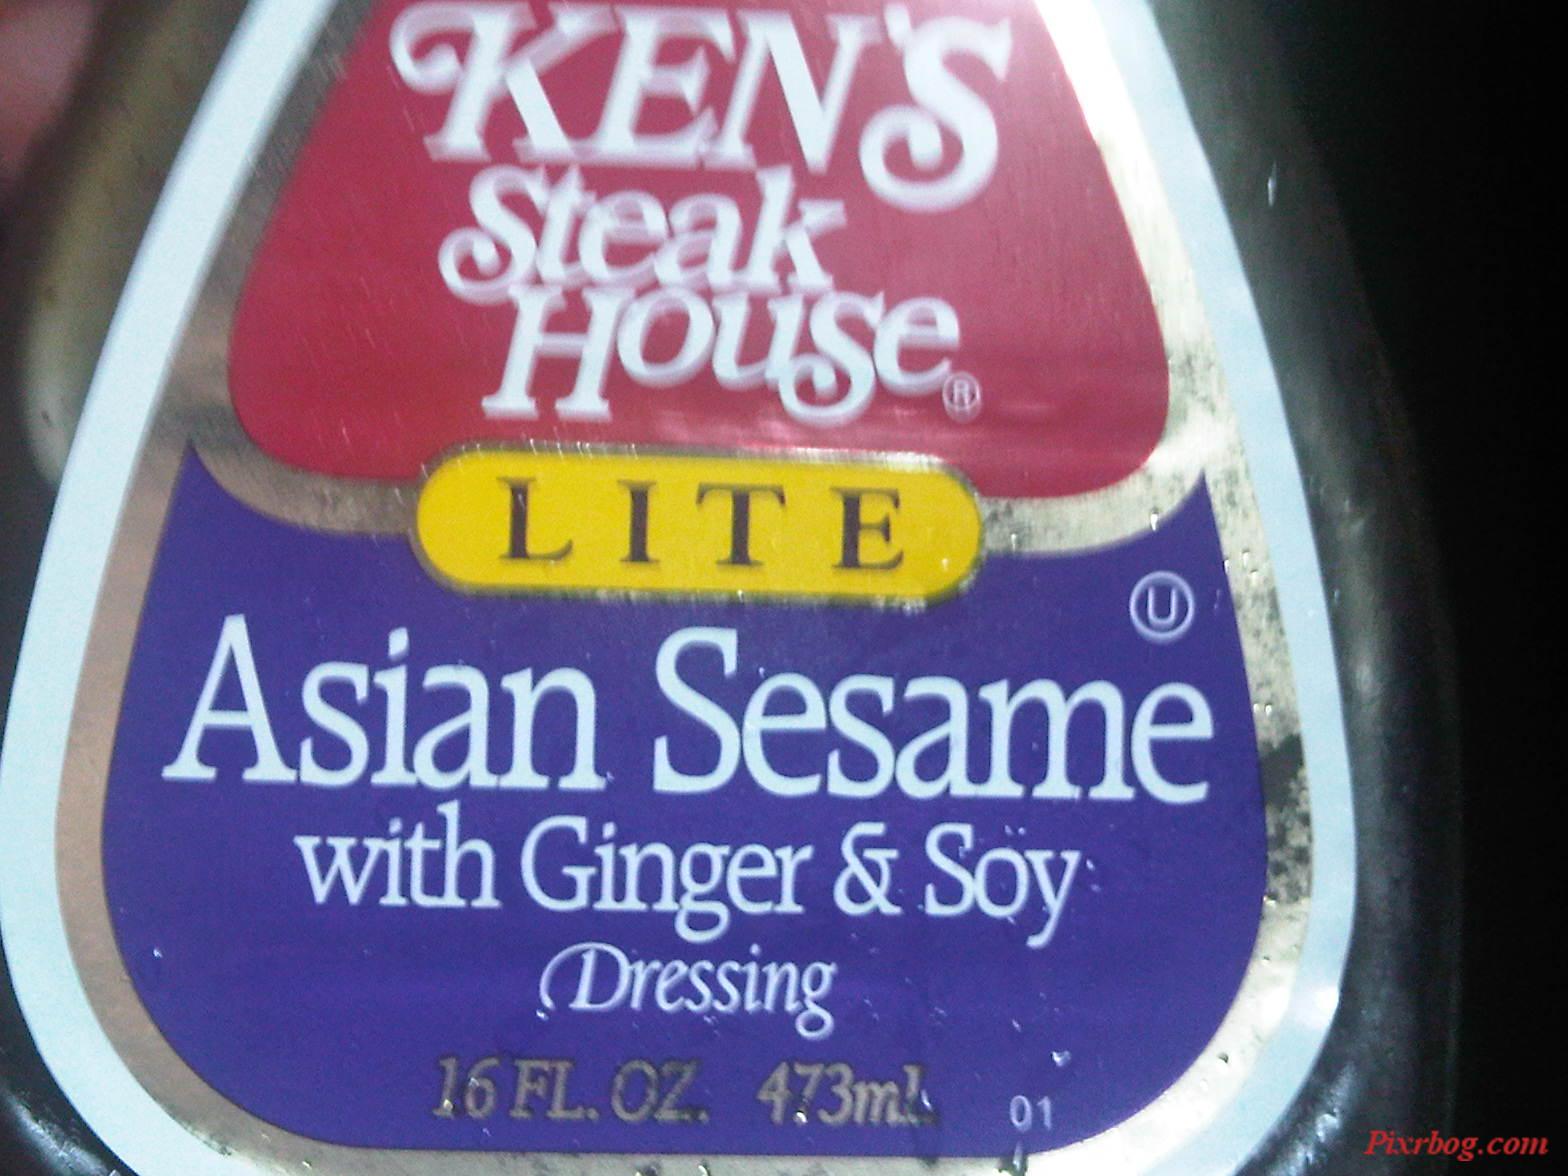 KEN'S
Steak
House®
LITE
U
Asian Sesame
with Ginger & Soy
Dressing
16 FL. OZ. 473mL
01
Pixrbog.com